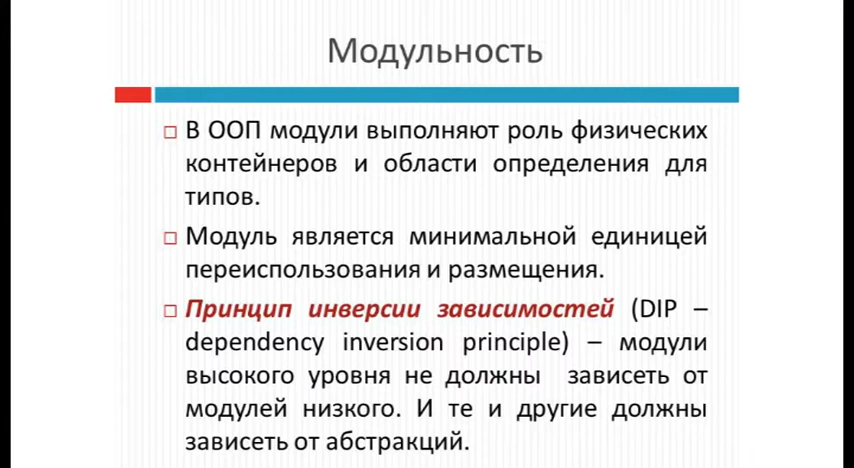 Модульность
В ООП модули выполняют роль физических
контейнеров и области определения для
типов.
Модуль является минимальной единицей
переиспользования и размещения.
Принцип инверсии зависимостей (DIP –
dependency inversion principle) – модули
высокого уровня не должны зависеть от
модулей низкого. И те и другие должны
зависеть от абстракций.